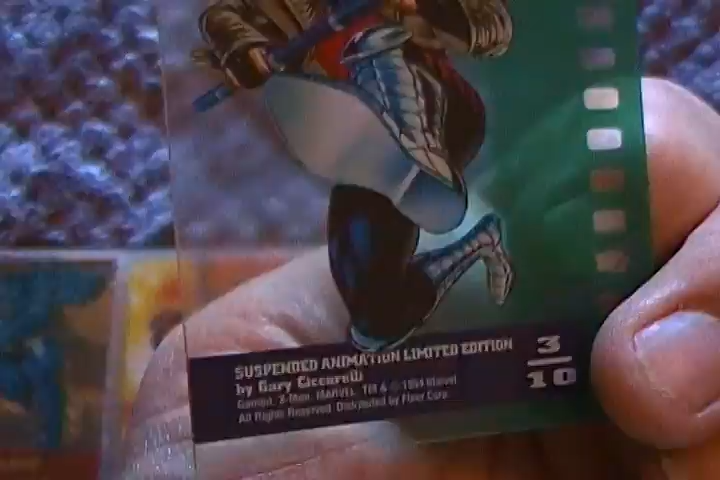 SUSPENDED ANIMATION LIMITED EDITION
by Gary Ciccarelli
Gambit, X-Men, MARVEL: TM & © 1994 Marvel
All Rights Reserved. Distributed by Fleer Corp.
3
10